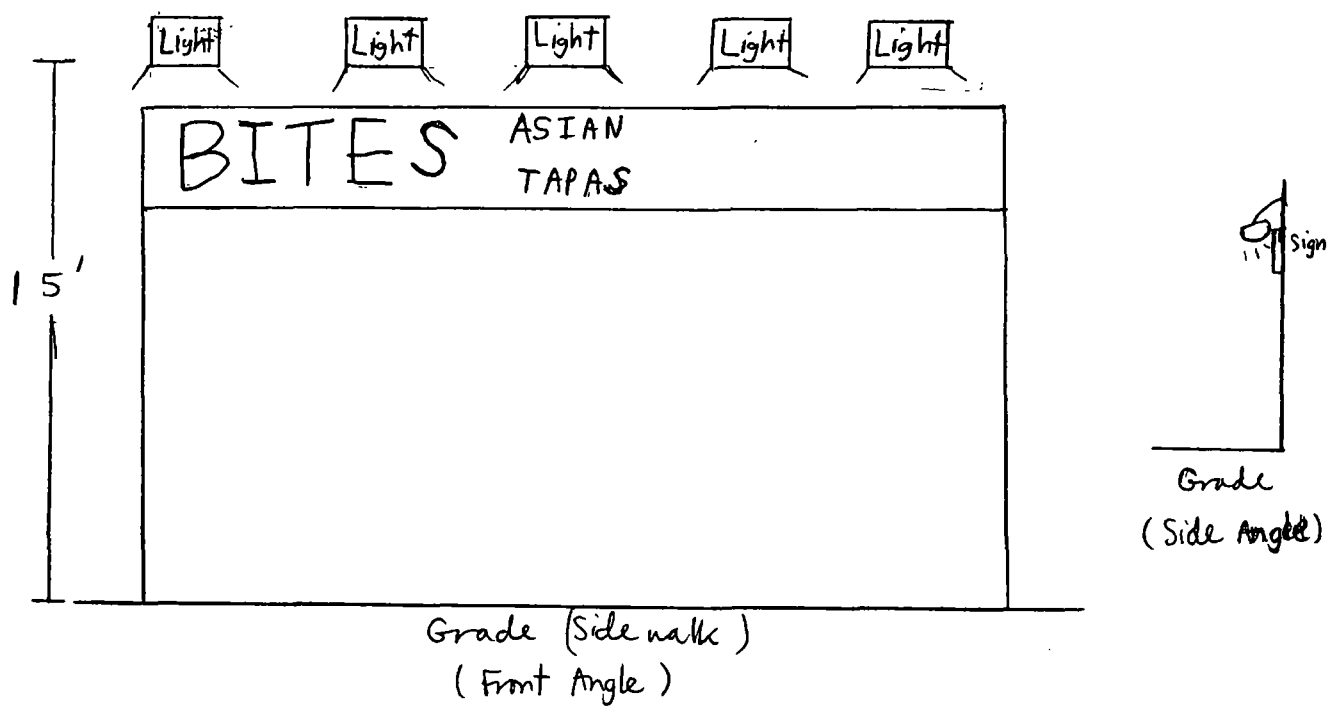 Light Light Light Light Light
BITES ASIAN
TAPAS
15'
Sign
Grade
(Side Angle)
Grade (Sidewalk)
(Front Angle)